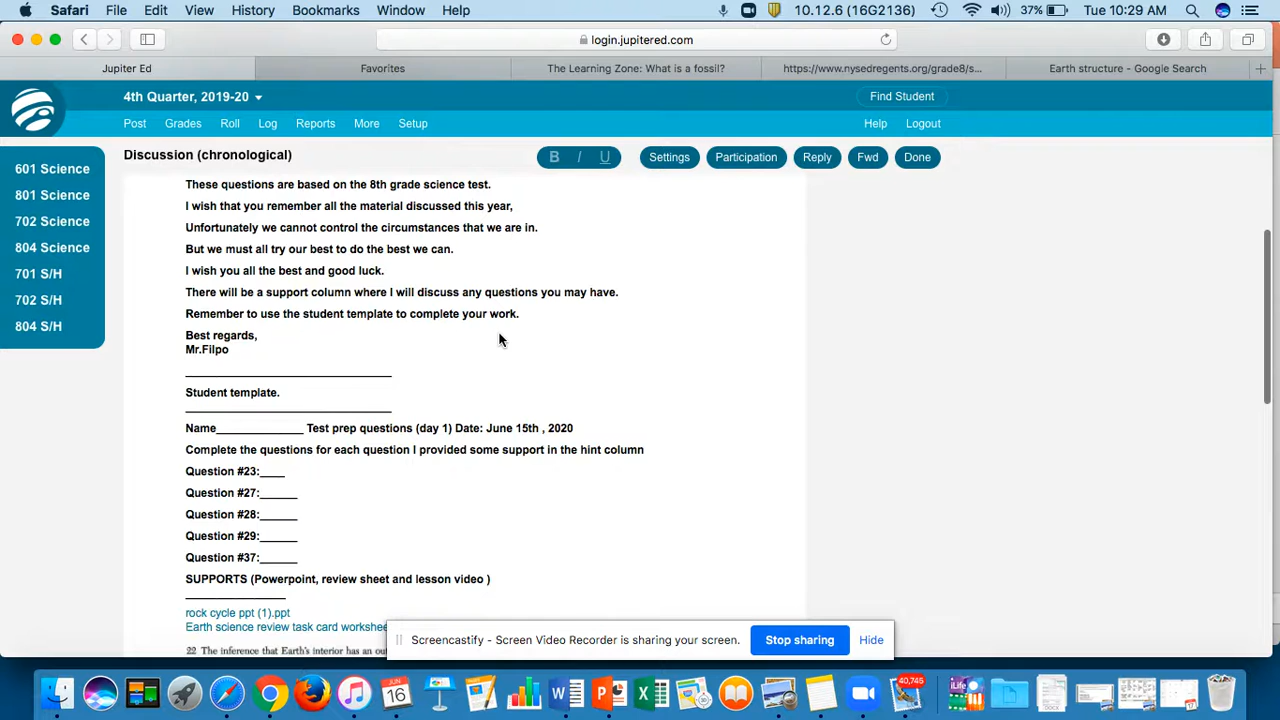 Safari File Edit View History Bookmarks Window Help 10.12.6 (16G2136) 37% Tue 10:29 AM
login.jupitered.com
Jupiter Ed Favorites The Learning Zone: What is a fossil? https://www.nysedregents.org/grade8/s... Earth structure - Google Search
4th Quarter, 2019-20 Find Student
Post Grades Roll Log Reports More Setup Help Logout
Discussion (chronological) B I U Settings Participation Reply Fwd Done
601 Science
801 Science
702 Science
804 Science
701 S/H
702 S/H
804 S/H
These questions are based on the 8th grade science test.
I wish that you remember all the material discussed this year,
Unfortunately we cannot control the circumstances that we are in.
But we must all try our best to do the best we can.
I wish you all the best and good luck.
There will be a support column where I will discuss any questions you may have.
Remember to use the student template to complete your work.
Best regards,
Mr.Filpo
Student template.
Name_____________ Test prep questions (day 1) Date: June 15th , 2020
Complete the questions for each question I provided some support in the hint column
Question #23:____
Question #27:______
Question #28:______
Question #29:______
Question #37:______
SUPPORTS (Powerpoint, review sheet and lesson video )
rock cycle ppt (1).ppt
Earth science review task card workshee
22 The inference that Earth's interior has an ou
Screencastify - Screen Video Recorder is sharing your screen. Stop sharing Hide
JUN
16
40,746
iLife
DOCX
17